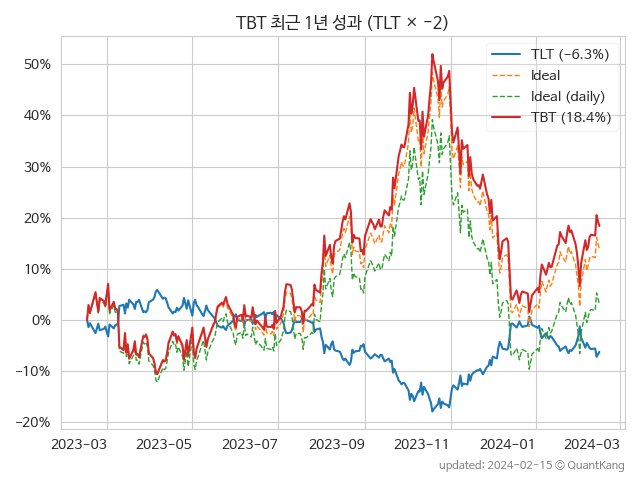 TBT 최근 1년 성과 (TLT × −2)
TLT (−6.3%)
Ideal
Ideal (daily)
TBT (18.4%)
50%
40%
30%
20%
10%
0%
−10%
−20%
2023-03 2023-05 2023-07 2023-09 2023-11 2024-01 2024-03
updated: 2024-02-15 © QuantKang